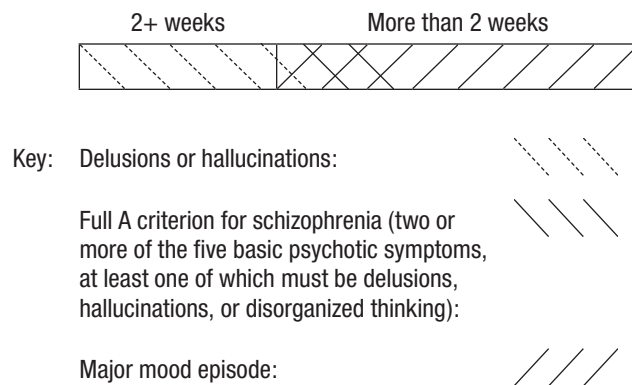 2+ weeks More than 2 weeks
Key: Delusions or hallucinations:
Full A criterion for schizophrenia (two or
more of the five basic psychotic symptoms,
at least one of which must be delusions,
hallucinations, or disorganized thinking):
Major mood episode: